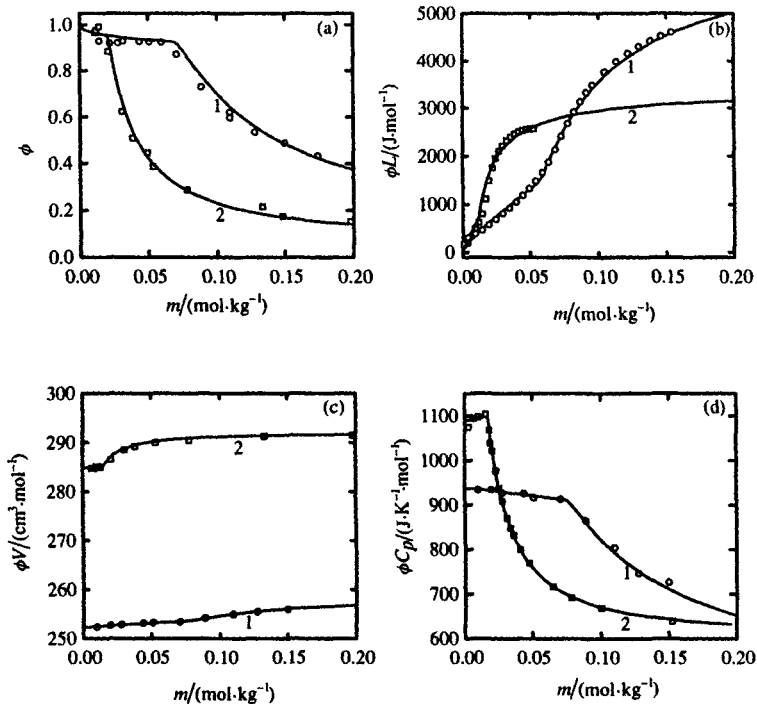 (a)
1.0
0.8
0.6
0.4
0.2
0.0
ϕ
1
2
0.00 0.05 0.10 0.15 0.20
m/(mol·kg⁻¹)
(b)
5000
4000
3000
2000
1000
0
ϕL/(J·mol⁻¹)
1
2
0.00 0.05 0.10 0.15 0.20
m/(mol·kg⁻¹)
(c)
300
290
280
270
260
250
ϕV/(cm³·mol⁻¹)
2
1
0.00 0.05 0.10 0.15 0.20
m/(mol·kg⁻¹)
(d)
1100
1000
900
800
700
600
ϕCp/(J·K⁻¹·mol⁻¹)
1
2
0.00 0.05 0.10 0.15 0.20
m/(mol·kg⁻¹)